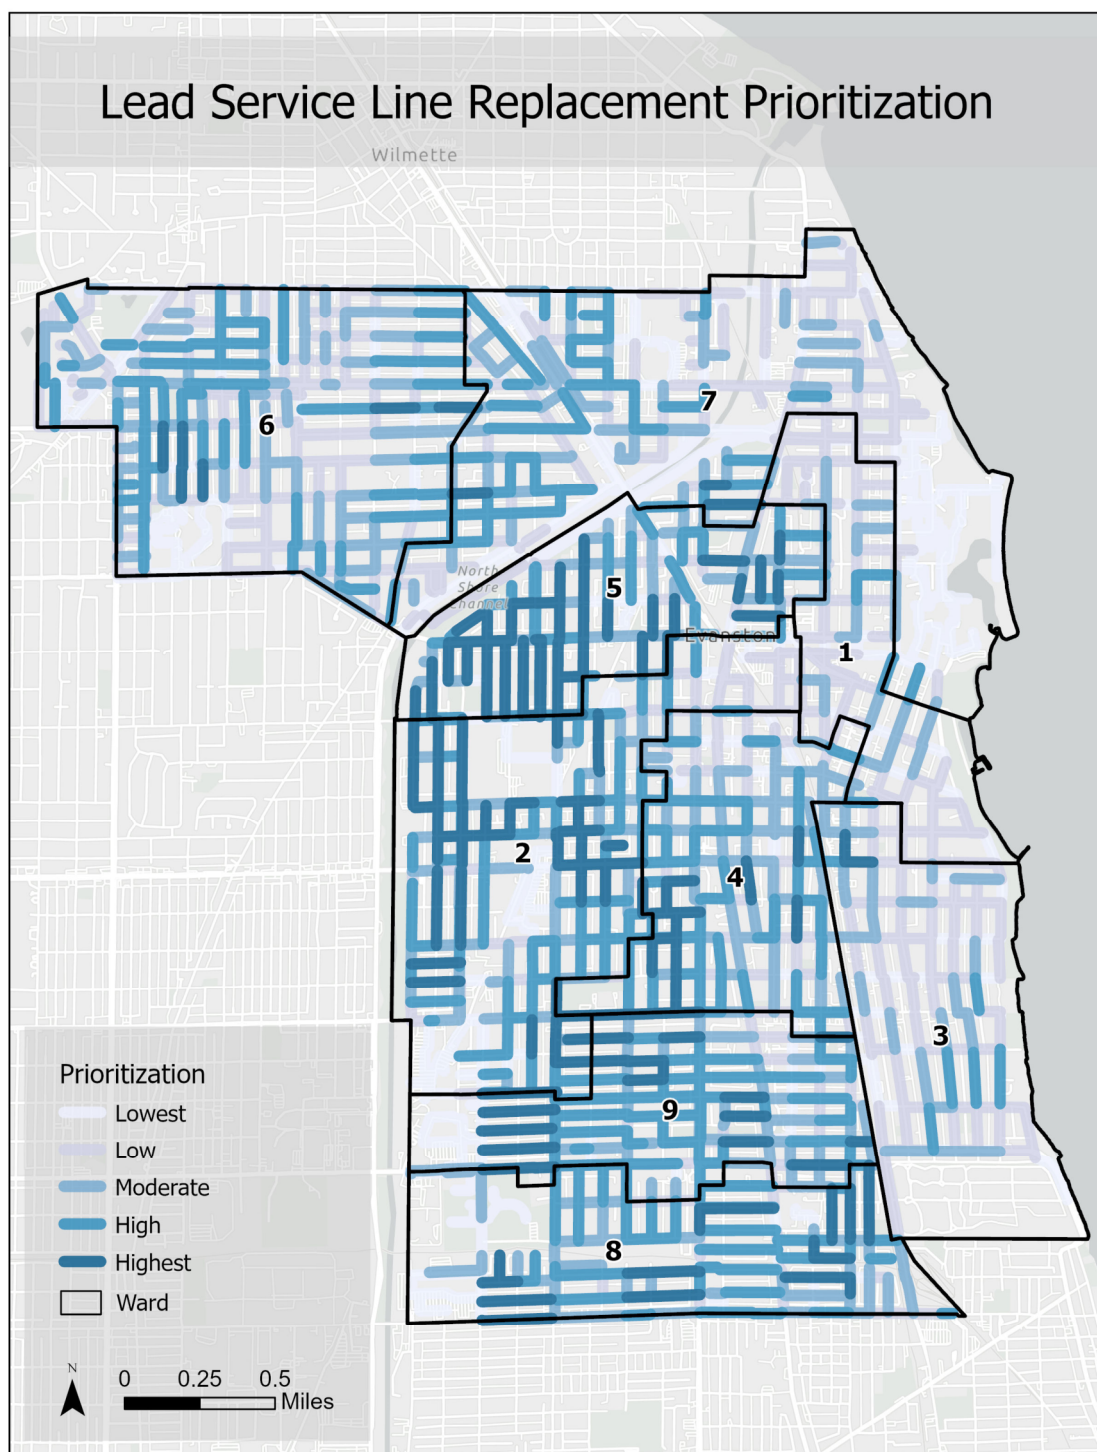 Lead Service Line Replacement Prioritization
Wilmette
7
6
North
Shore
Channel
5
Evanston
1
2
4
3
9
8
Prioritization
Lowest
Low
Moderate
High
Highest
Ward
N
0 0.25 0.5
Miles